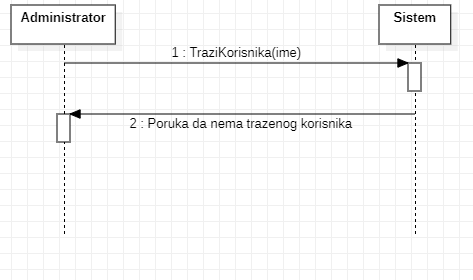 Administrator
Sistem
1 : TraziKorisnika(ime)
2 : Poruka da nema trazenog korisnika